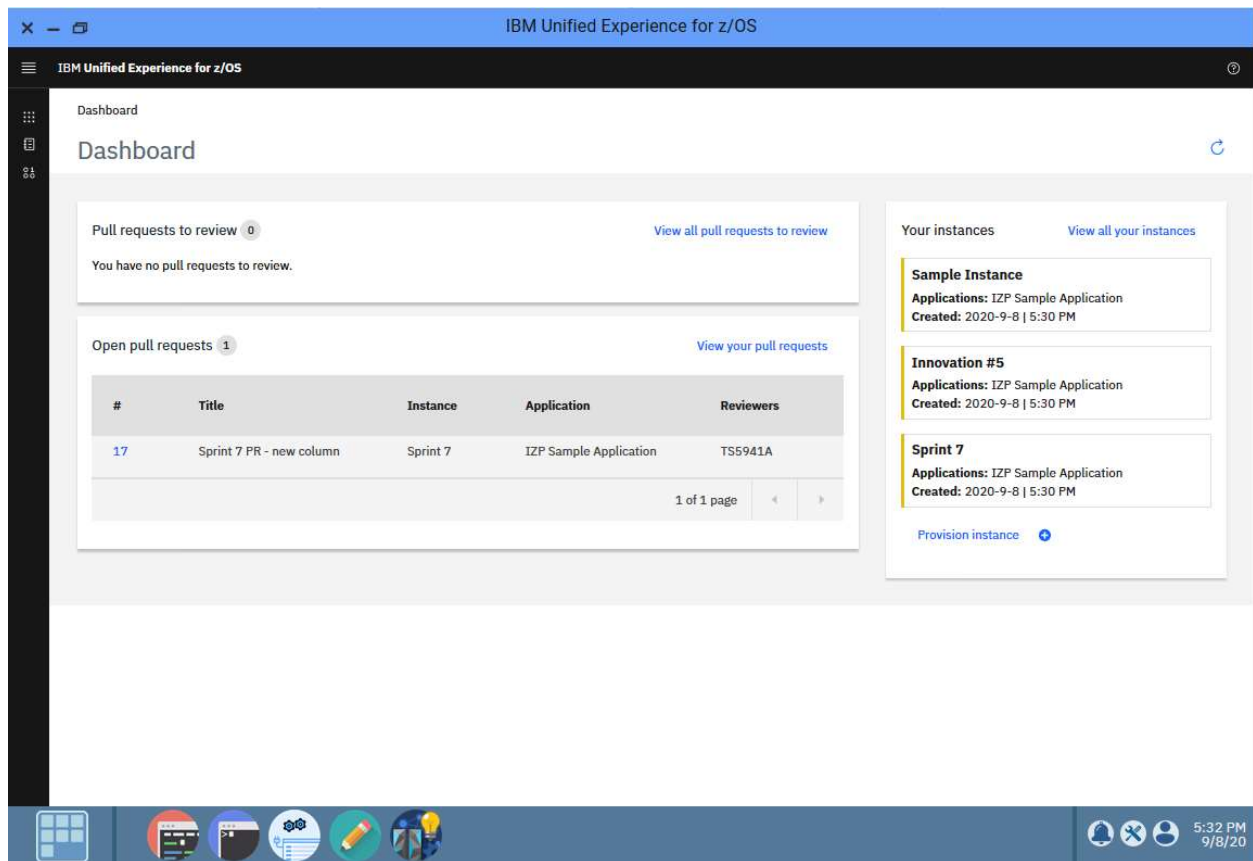 IBM Unified Experience for z/OS
IBM Unified Experience for z/OS
Dashboard
Dashboard
Pull requests to review 0
View all pull requests to review
You have no pull requests to review.
Open pull requests 1
View your pull requests
# Title Instance Application Reviewers
17 Sprint 7 PR - new column Sprint 7 IZP Sample Application TS5941A
1 of 1 page
Your instances
View all your instances
Sample Instance
Applications: IZP Sample Application
Created: 2020-9-8 | 5:30 PM
Innovation #5
Applications: IZP Sample Application
Created: 2020-9-8 | 5:30 PM
Sprint 7
Applications: IZP Sample Application
Created: 2020-9-8 | 5:30 PM
Provision instance
5:32 PM
9/8/20